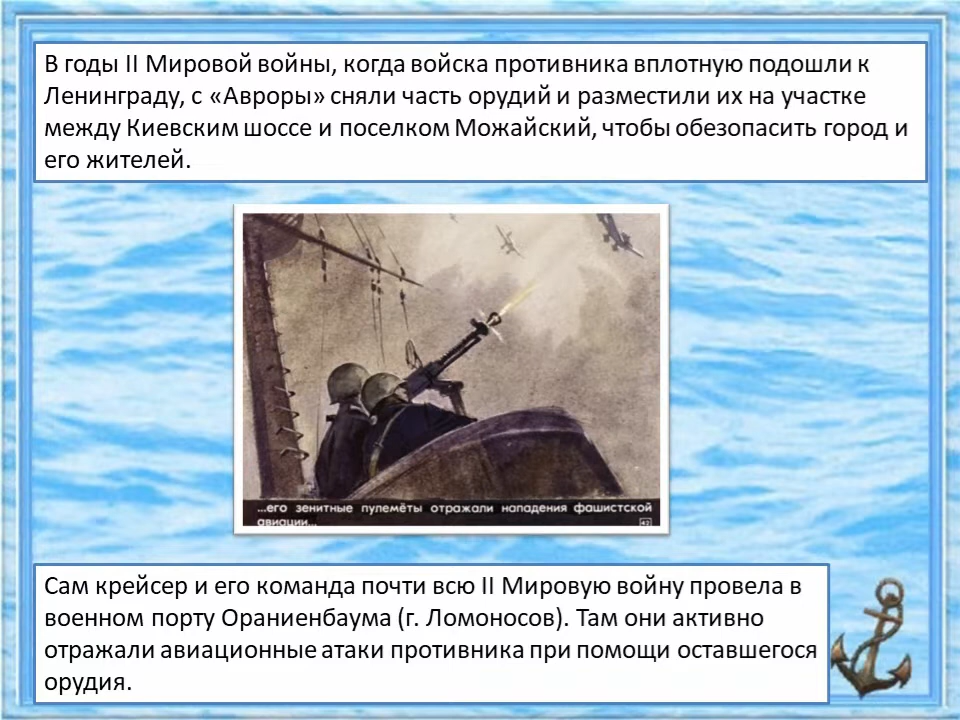 В годы II Мировой войны, когда войска противника вплотную подошли к
Ленинграду, с «Авроры» сняли часть орудий и разместили их на участке
между Киевским шоссе и поселком Можайский, чтобы обезопасить город и
его жителей.
...его зенитные пулемёты отражали нападения фашистской
авиации...
42
Сам крейсер и его команда почти всю II Мировую войну провела в
военном порту Ораниенбаума (г. Ломоносов). Там они активно
отражали авиационные атаки противника при помощи оставшегося
орудия.